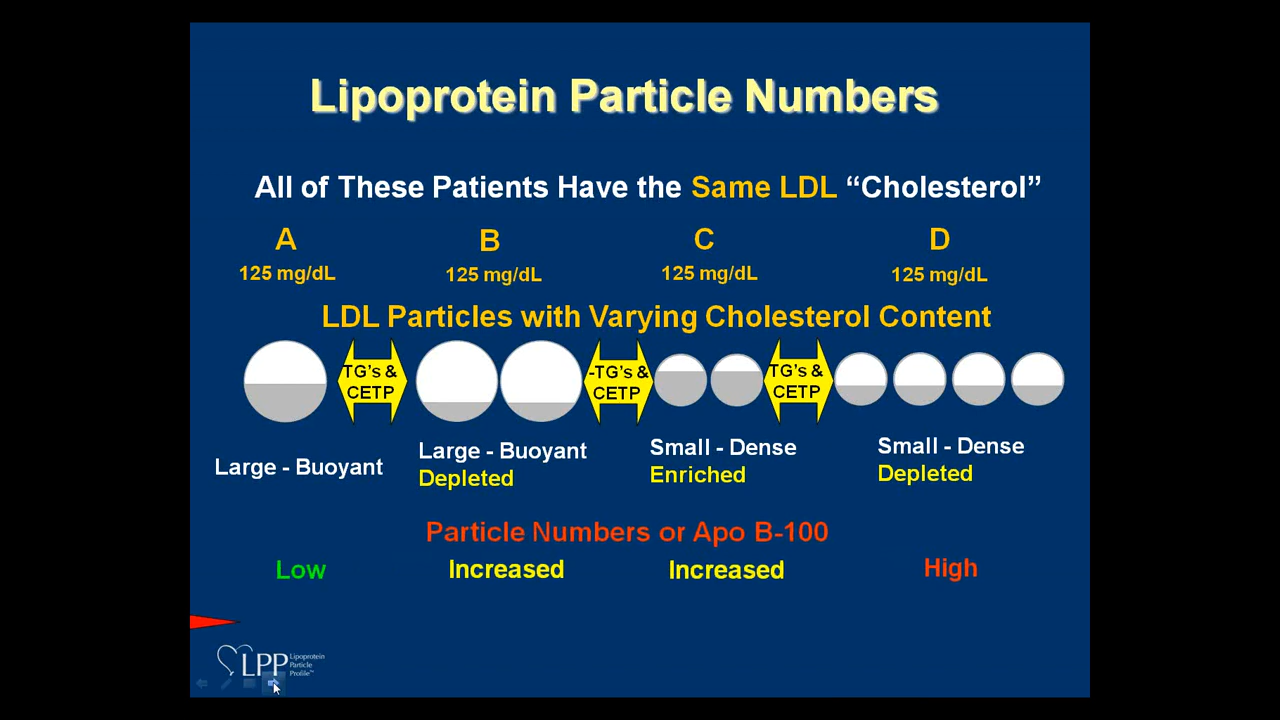 Lipoprotein Particle Numbers
All of These Patients Have the Same LDL “Cholesterol”
A B C D
125 mg/dL 125 mg/dL 125 mg/dL 125 mg/dL
LDL Particles with Varying Cholesterol Content
TG's &
CETP
-TG's &
CETP
TG's &
CETP
Large - Buoyant
Large - Buoyant
Depleted
Small - Dense
Enriched
Small - Dense
Depleted
Particle Numbers or Apo B-100
Low Increased Increased High
LPP
Lipoprotein
Particle
Profile™